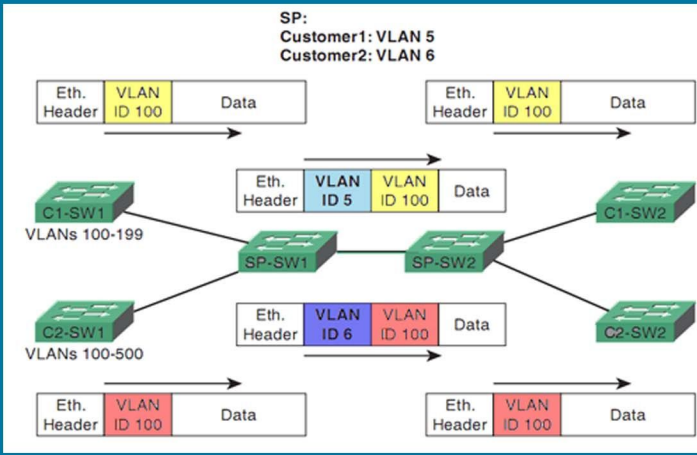 SP:
Customer1: VLAN 5
Customer2: VLAN 6
Eth.
Header
VLAN
ID 100
Data
Eth.
Header
VLAN
ID 100
Data
Eth.
Header
VLAN
ID 5
VLAN
ID 100
Data
C1-SW1
VLANs 100-199
C1-SW2
SP-SW1
SP-SW2
C2-SW1
VLANs 100-500
C2-SW2
Eth.
Header
VLAN
ID 6
VLAN
ID 100
Data
Eth.
Header
VLAN
ID 100
Data
Eth.
Header
VLAN
ID 100
Data